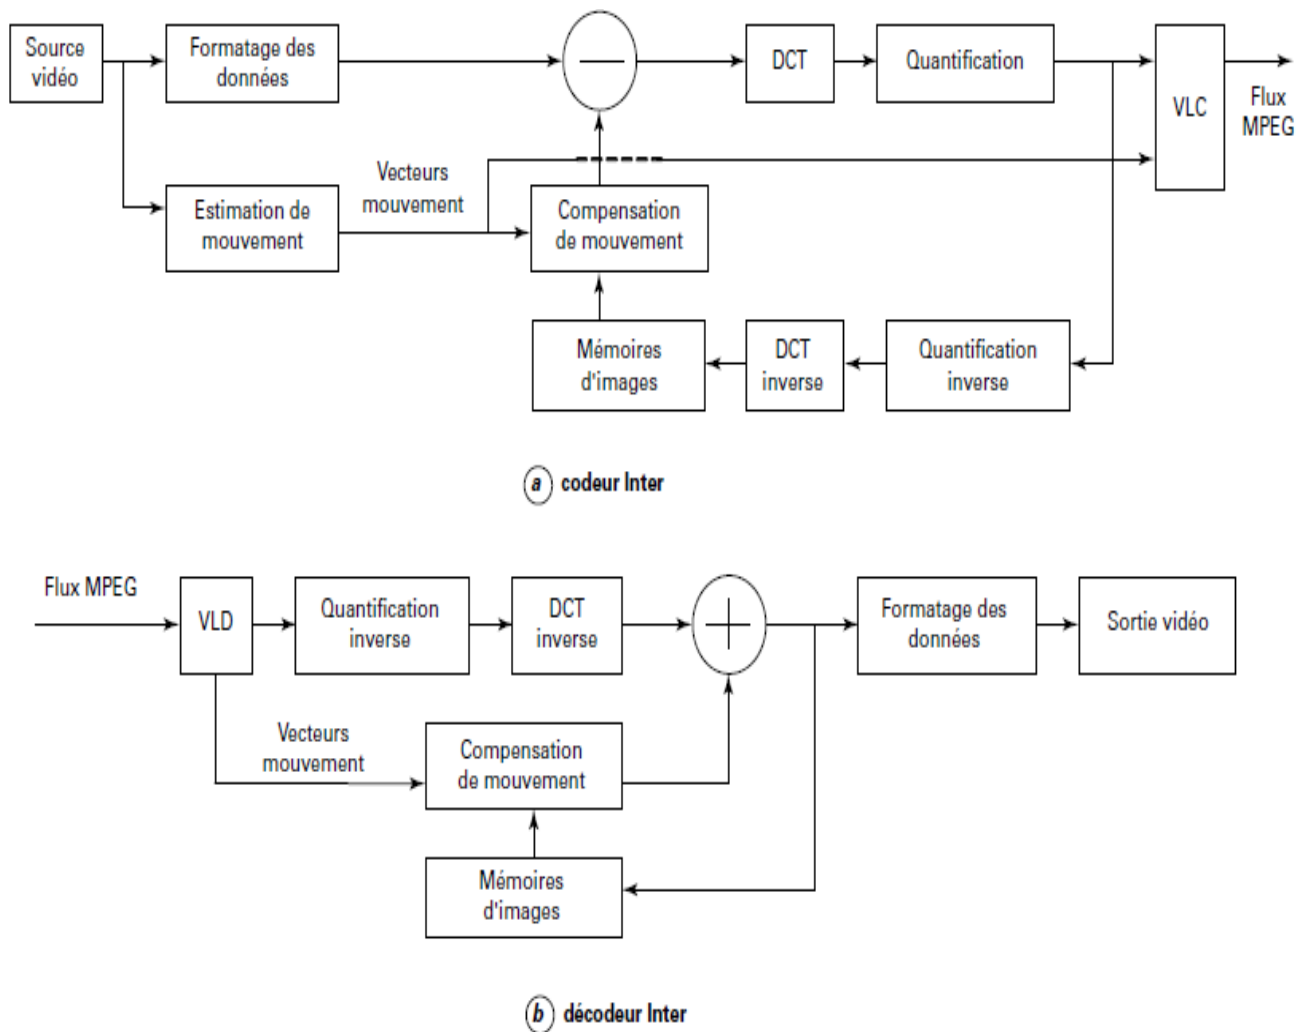 Source
vidéo
Formatage des
données
DCT
Quantification
VLC
Flux
MPEG
Vecteurs
mouvement
Estimation de
mouvement
Compensation
de mouvement
Mémoires
d'images
DCT
inverse
Quantification
inverse
a codeur Inter
Flux MPEG
VLD
Quantification
inverse
DCT
inverse
Formatage des
données
Sortie vidéo
Vecteurs
mouvement
Compensation
de mouvement
Mémoires
d'images
b décodeur Inter